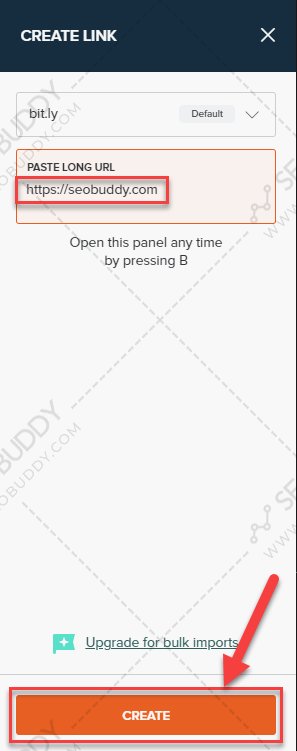 CREATE LINK
bit.ly
Default
PASTE LONG URL
https://seobuddy.com
Open this panel any time
by pressing B
Upgrade for bulk imports
CREATE